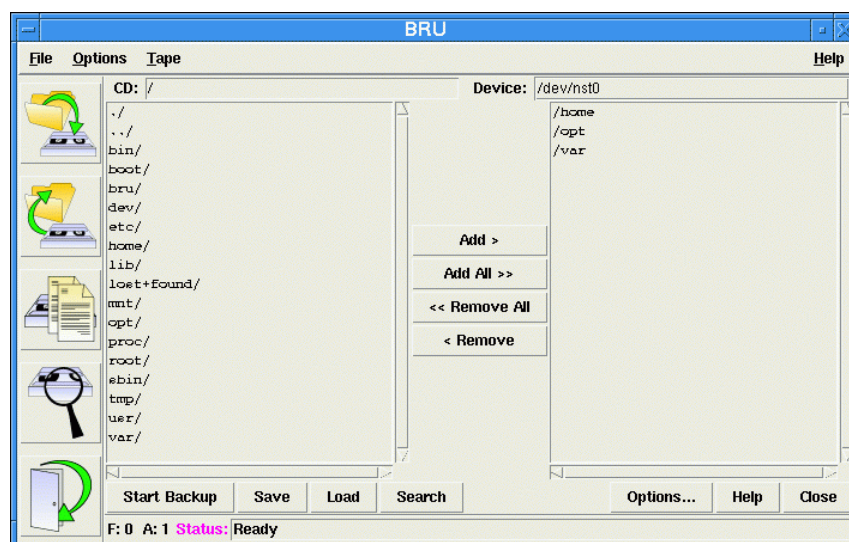 BRU
File Options Tape Help
CD: / Device: /dev/nst0
./
../
bin/
boot/
bru/
dev/
etc/
home/
lib/
lost+found/
mnt/
opt/
proc/
root/
sbin/
tmp/
usr/
var/
Add >
Add All >>
<< Remove All
< Remove
/home
/opt
/var
Start Backup Save Load Search Options... Help Close
F: 0 A: 1 Status: Ready